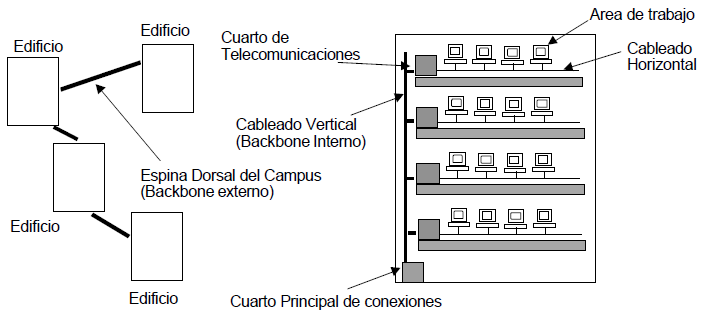 Edificio
Edificio
Espina Dorsal del Campus
(Backbone externo)
Edificio
Edificio
Area de trabajo
Cuarto de
Telecomunicaciones
Cableado
Horizontal
Cableado Vertical
(Backbone Interno)
Cuarto Principal de conexiones